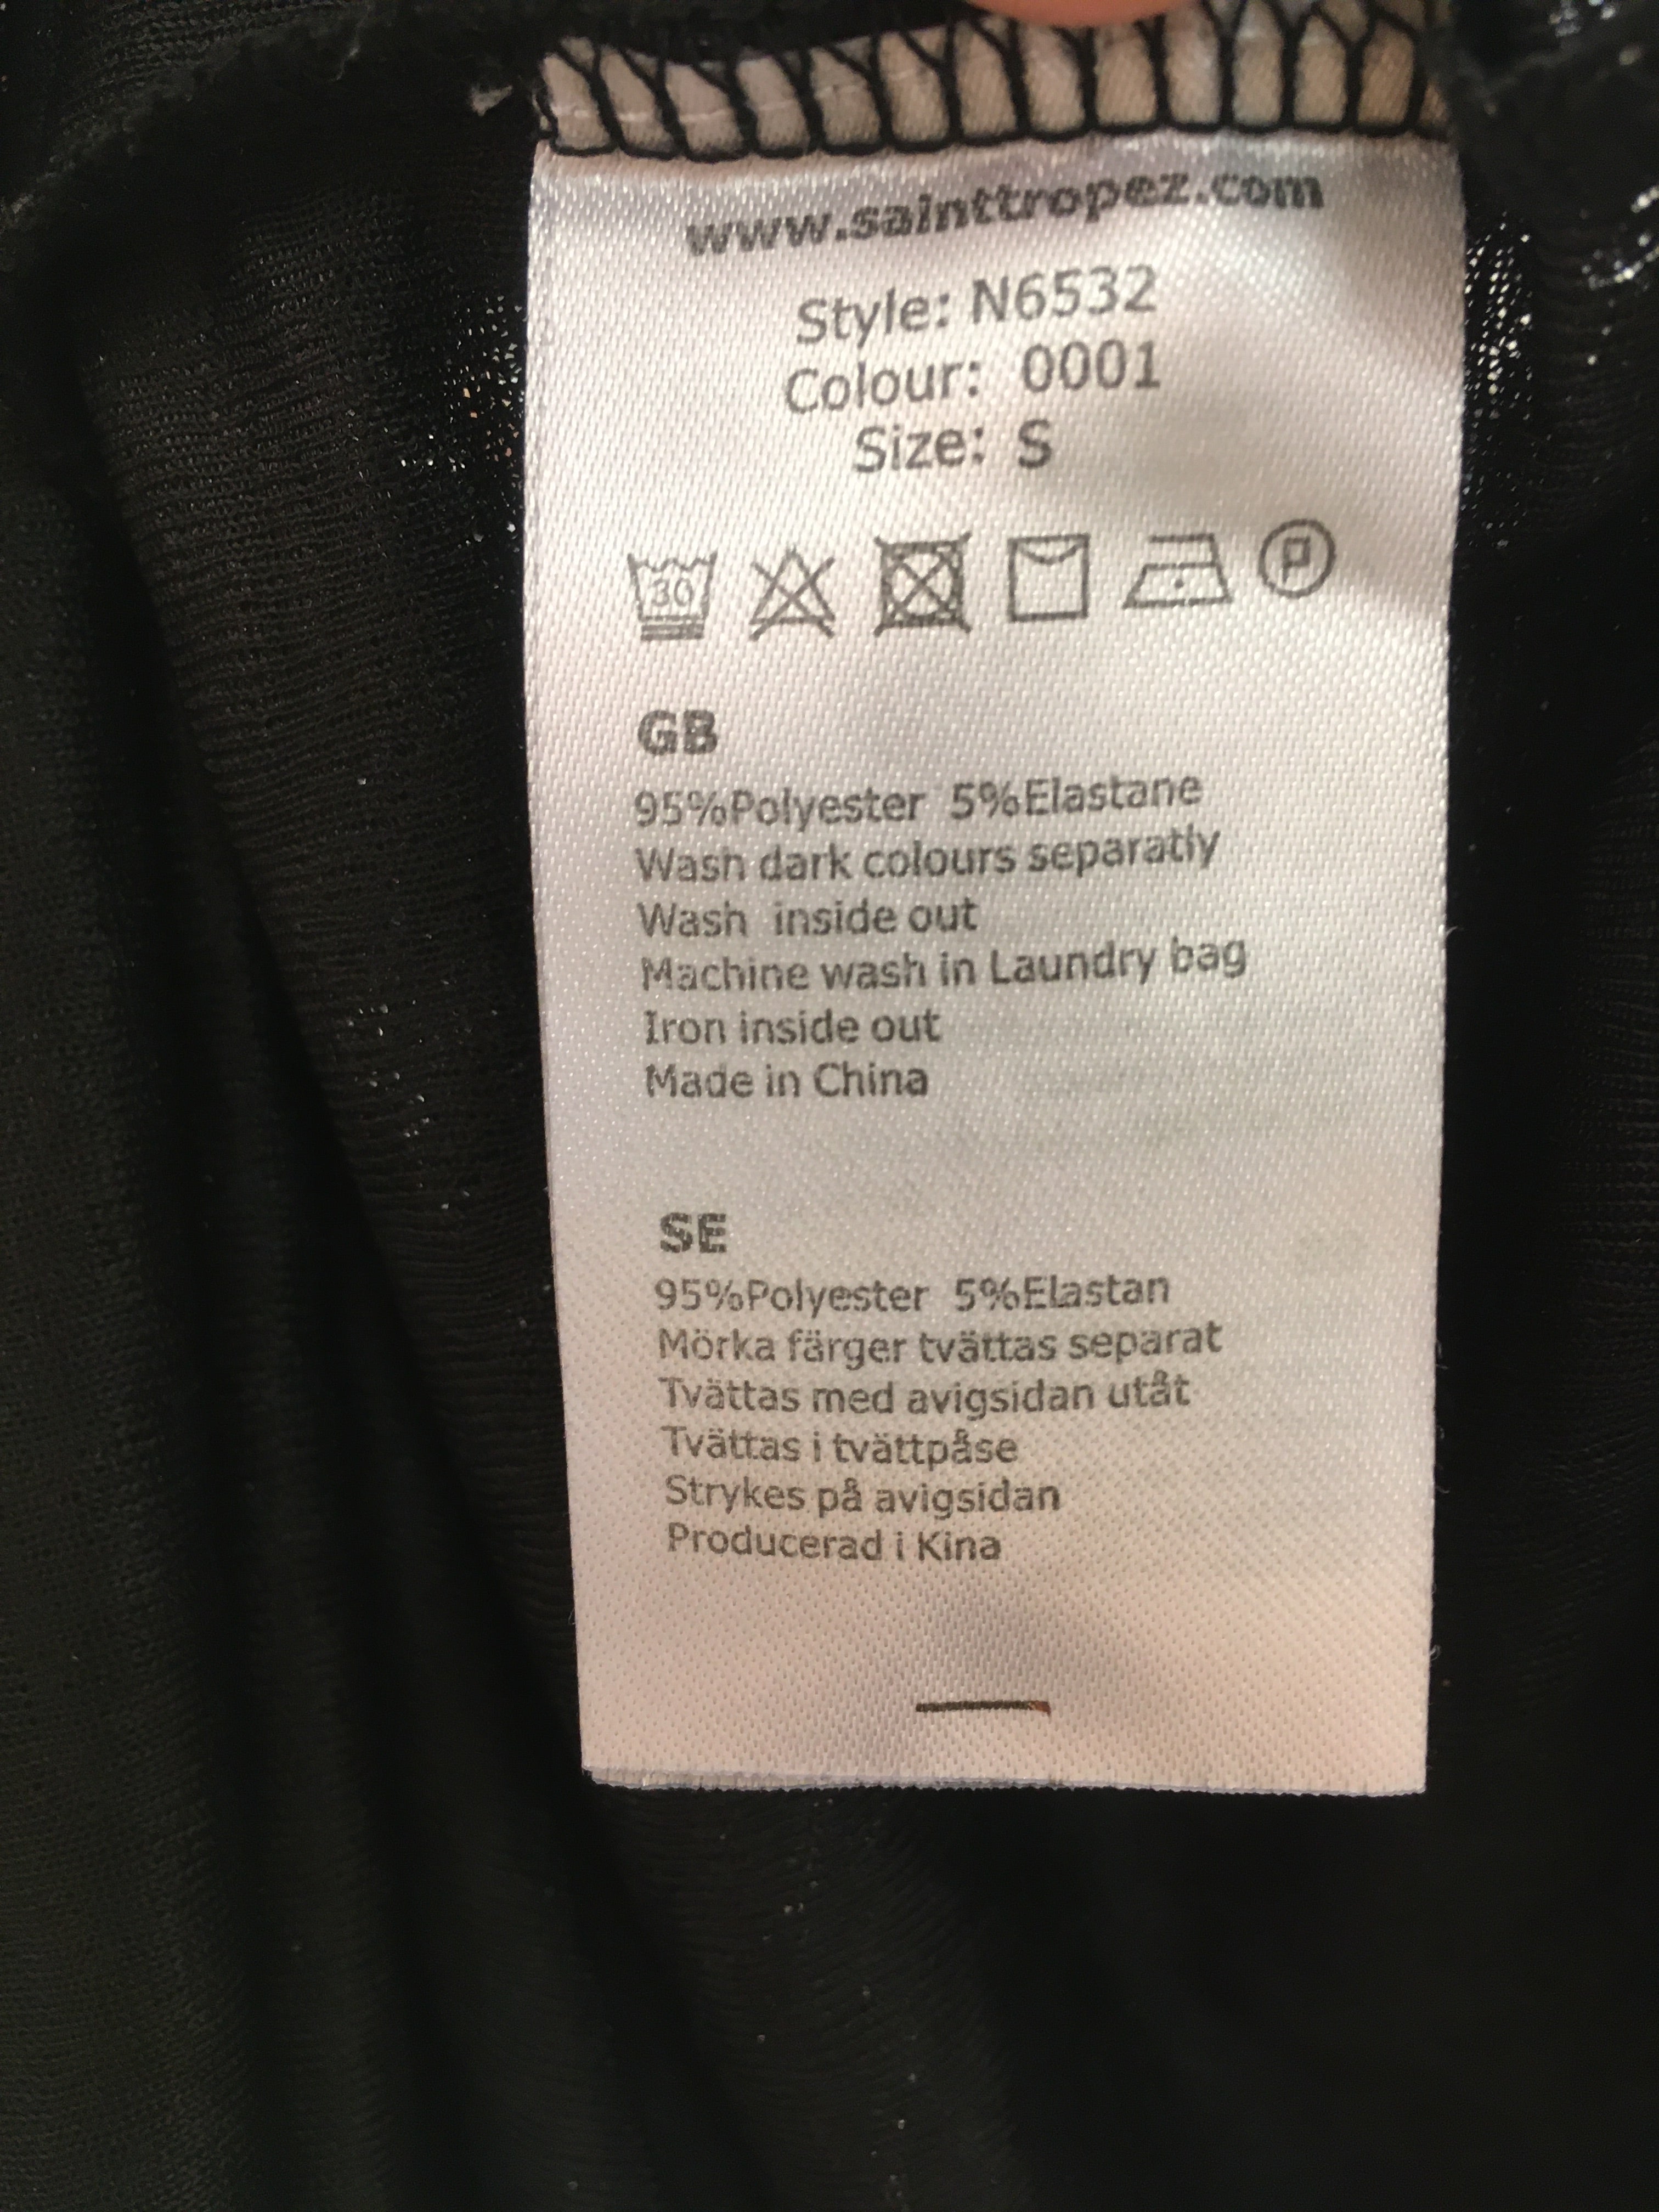 www.sainttropez.com
Style: N6532
Colour: 0001
Size: S
30 P
GB
95%Polyester 5%Elastane
Wash dark colours separatly
Wash inside out
Machine wash in Laundry bag
Iron inside out
Made in China
SE
95%Polyester 5%Elastan
Mörka färger tvättas separat
Tvättas med avigsidan utåt
Tvättas i tvättpåse
Strykes på avigsidan
Producerad i Kina